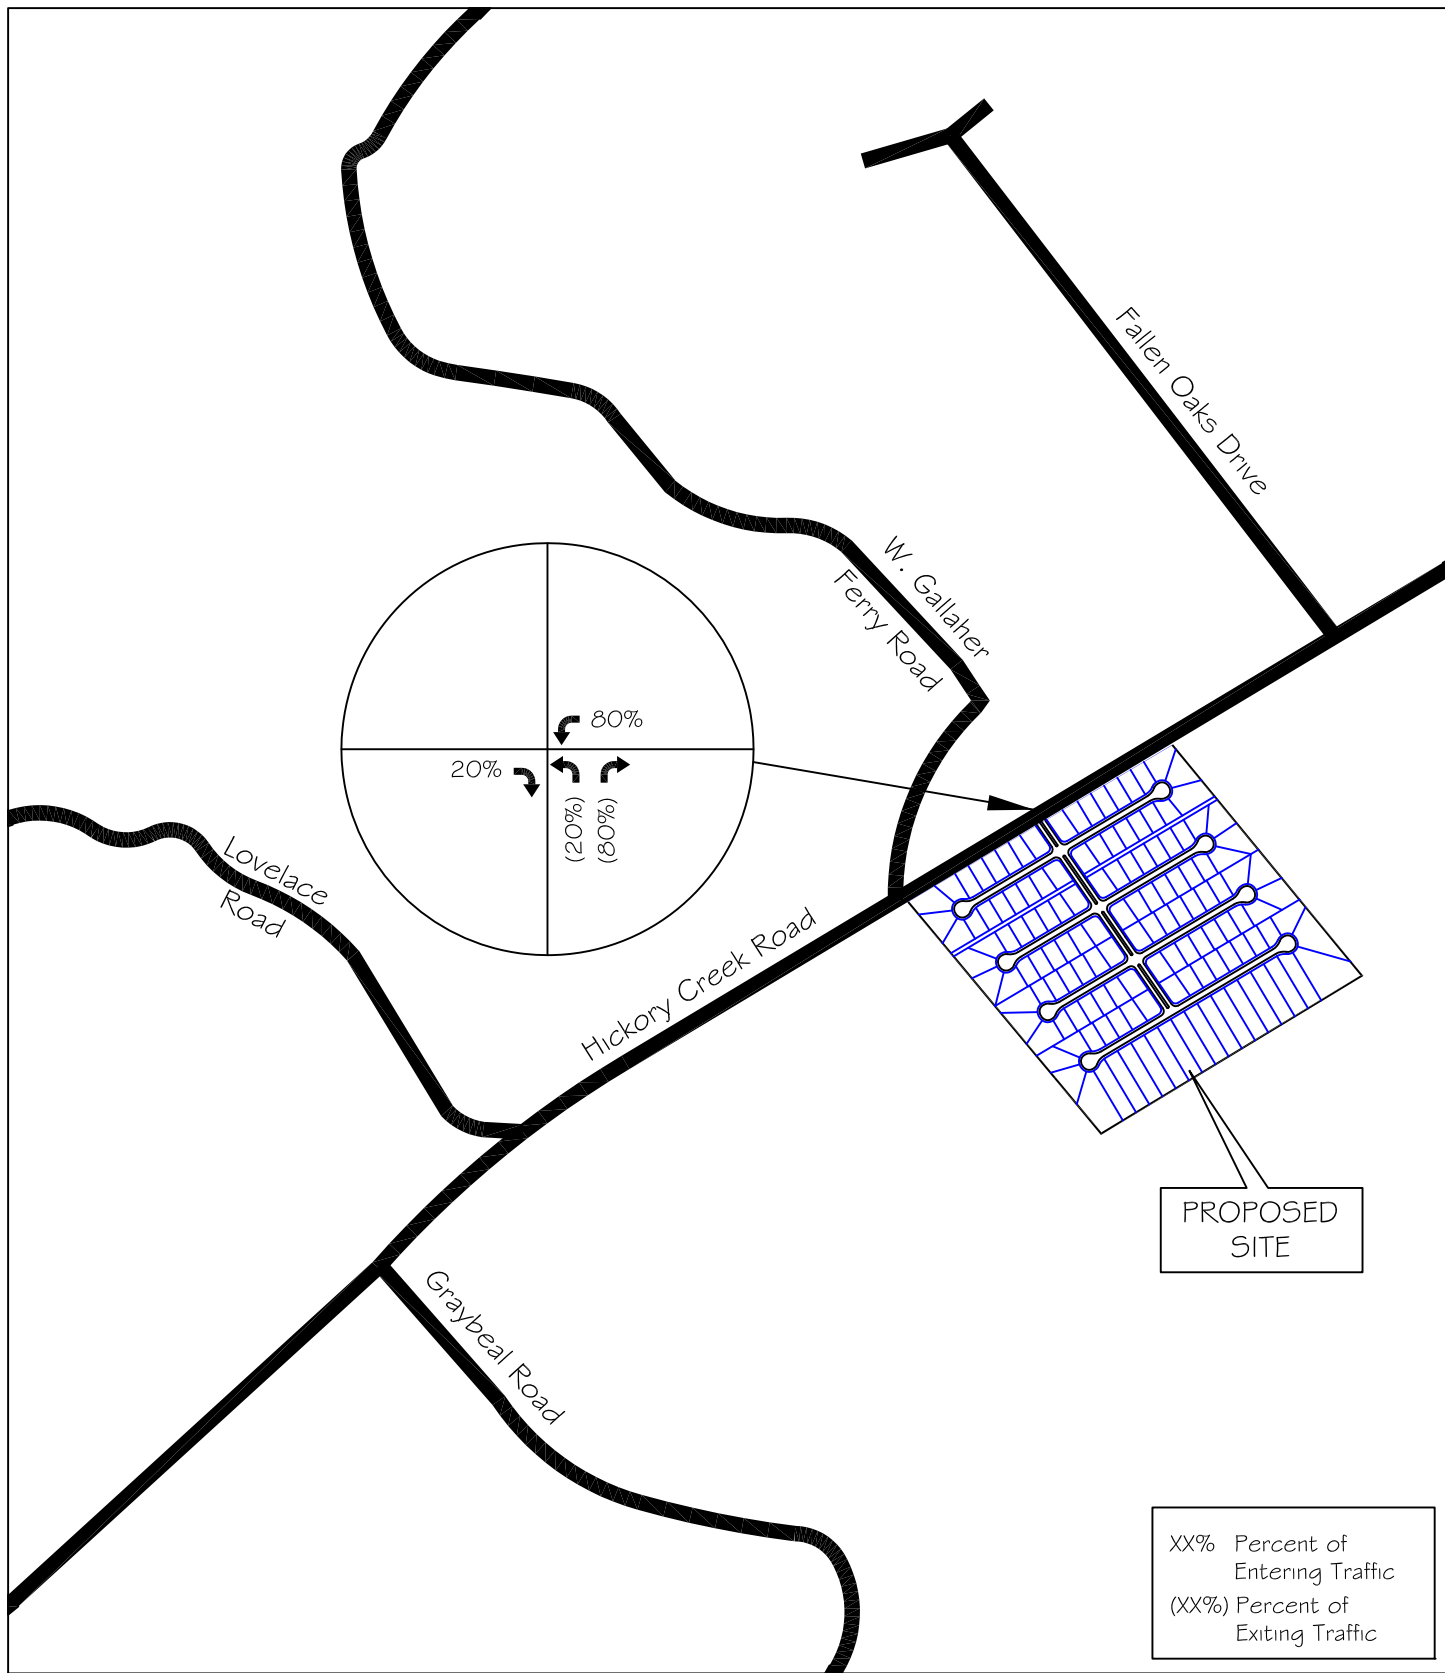 Fallen Oaks Drive
W. Gallaher
Ferry Road
80%
20%
(20%)
(80%)
Lovelace
Road
Hickory Creek Road
PROPOSED
SITE
Graybeal Road
XX% Percent of
Entering Traffic
(XX%) Percent of
Exiting Traffic